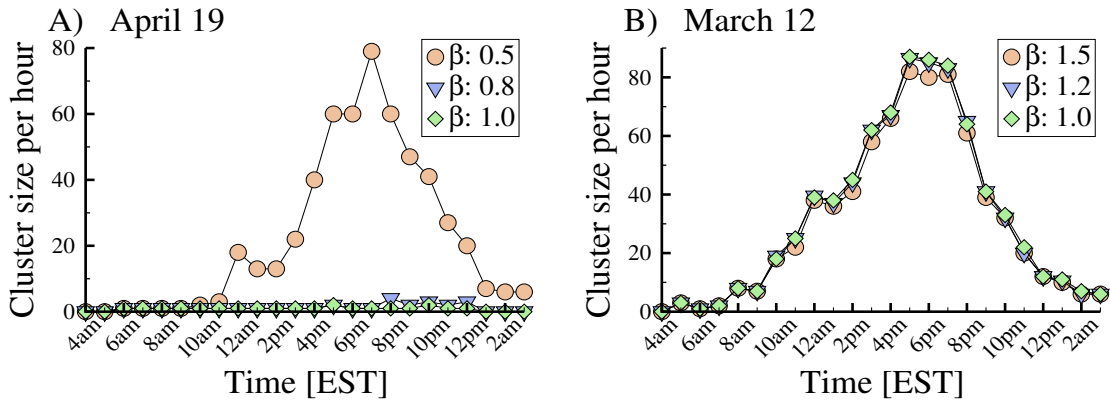 A) April 19
Cluster size per hour
80
60
40
20
0
β: 0.5
β: 0.8
β: 1.0
4am
6am
8am
10am
12am
2pm
4pm
6pm
8pm
10pm
12pm
2am
Time [EST]
B) March 12
Cluster size per hour
80
60
40
20
0
β: 1.5
β: 1.2
β: 1.0
4am
6am
8am
10am
12am
2pm
4pm
6pm
8pm
10pm
12pm
2am
Time [EST]